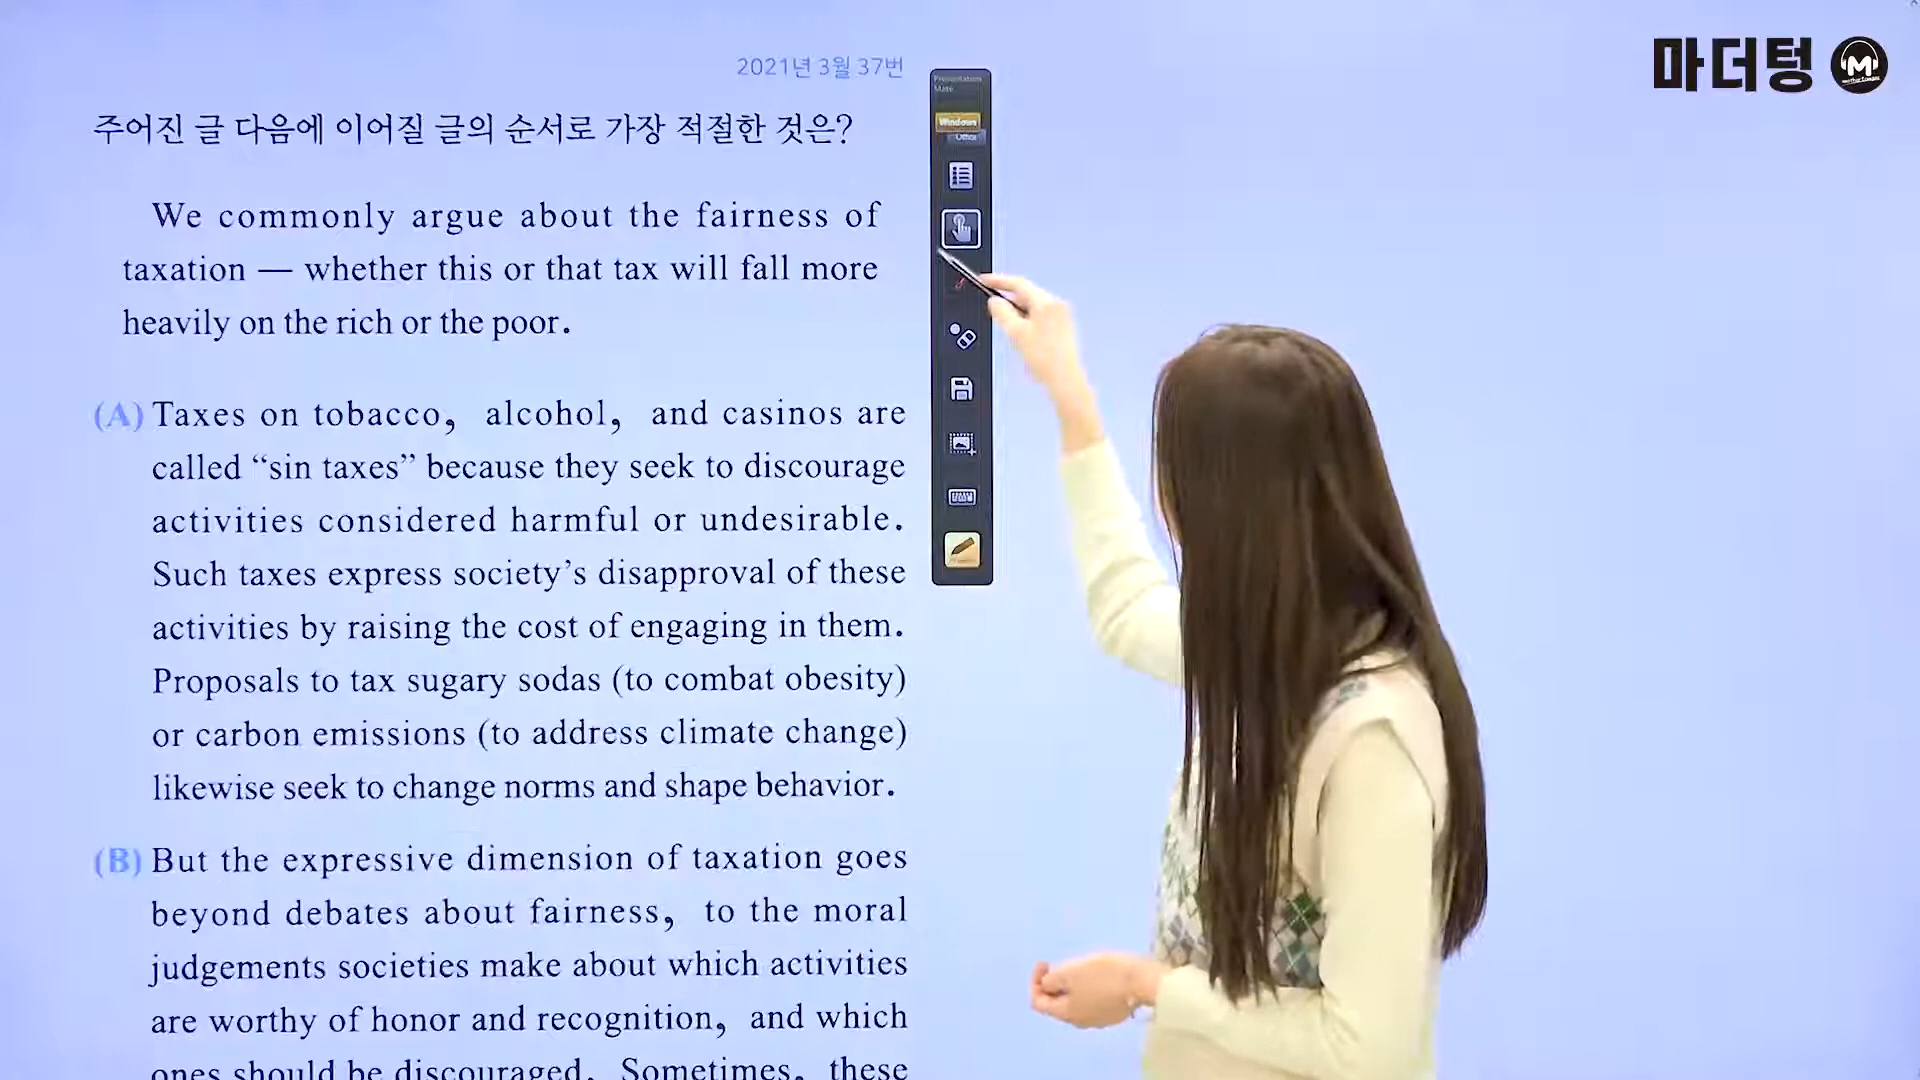 마더텅
2021년 3월 37번
주어진 글 다음에 이어질 글의 순서로 가장 적절한 것은?
We commonly argue about the fairness of
taxation — whether this or that tax will fall more
heavily on the rich or the poor.
(A) Taxes on tobacco, alcohol, and casinos are
called “sin taxes” because they seek to discourage
activities considered harmful or undesirable.
Such taxes express society’s disapproval of these
activities by raising the cost of engaging in them.
Proposals to tax sugary sodas (to combat obesity)
or carbon emissions (to address climate change)
likewise seek to change norms and shape behavior.
(B) But the expressive dimension of taxation goes
beyond debates about fairness, to the moral
judgements societies make about which activities
are worthy of honor and recognition, and which
ones should be discouraged. Sometimes, these
Presentation
Mate
Windows
Office
M